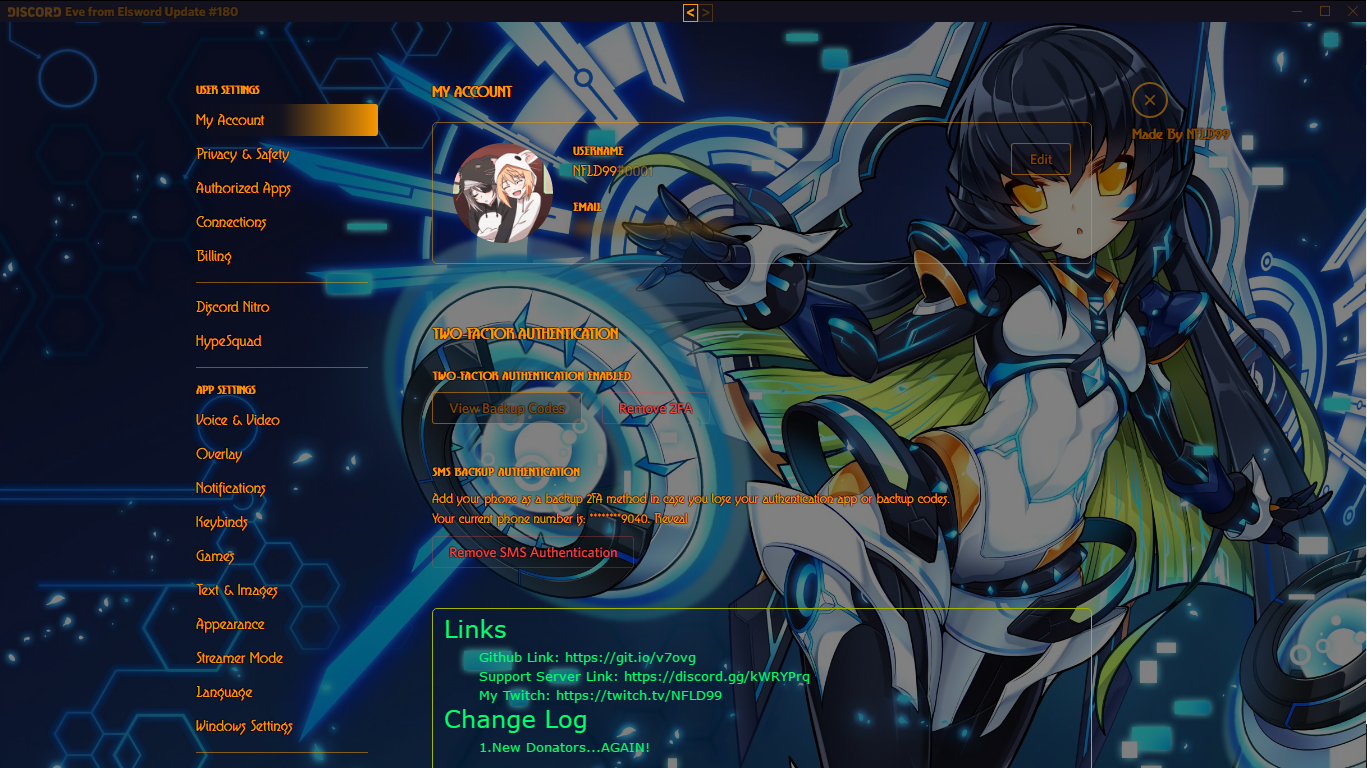 DISCORD Eve from Elsword Update #180
< >
USER SETTINGS
My Account
Privacy & Safety
Authorized Apps
Connections
Billing
Discord Nitro
HypeSquad
APP SETTINGS
Voice & Video
Overlay
Notifications
Keybinds
Games
Text & Images
Appearance
Streamer Mode
Language
Windows Settings
MY ACCOUNT
USERNAME
NFLD99#0001
EMAIL
Edit
Made By NFLD99
TWO-FACTOR AUTHENTICATION
TWO-FACTOR AUTHENTICATION ENABLED
View Backup Codes Remove 2FA
SMS BACKUP AUTHENTICATION
Add your phone as a backup 2FA method in case you lose your authentication app or backup codes.
Your current phone number is: ********9040. Reveal
Remove SMS Authentication
Links
Github Link: https://git.io/v7ovg
Support Server Link: https://discord.gg/kWRYPrq
My Twitch: https://twitch.tv/NFLD99
Change Log
1.New Donators...AGAIN!